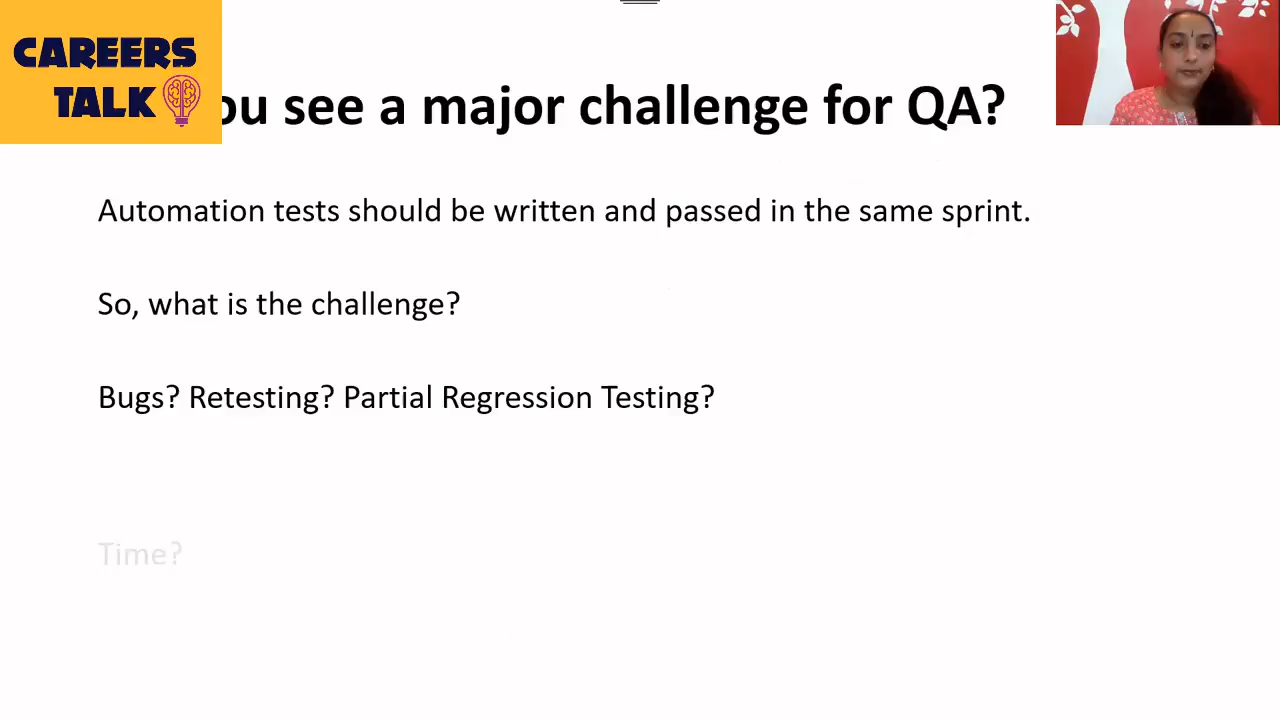 CAREERS
TALK
ou see a major challenge for QA?
Automation tests should be written and passed in the same sprint.
So, what is the challenge?
Bugs? Retesting? Partial Regression Testing?
Time?